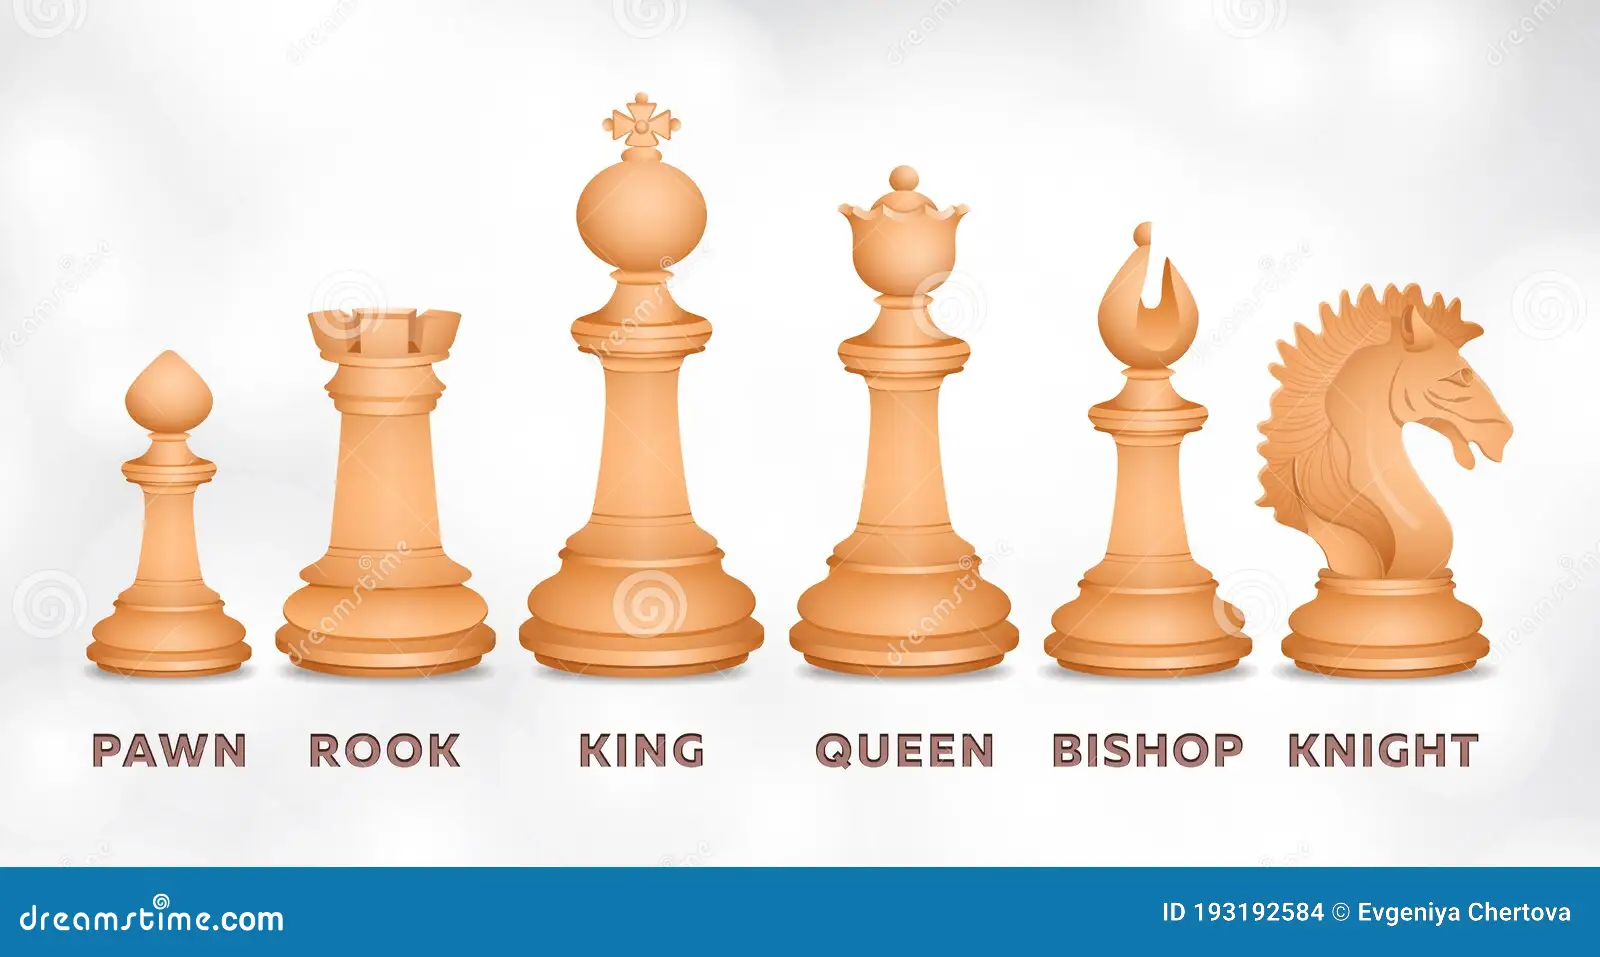 PAWN ROOK KING QUEEN BISHOP KNIGHT
dreamstime.com
ID 193192584 © Evgeniya Chertova